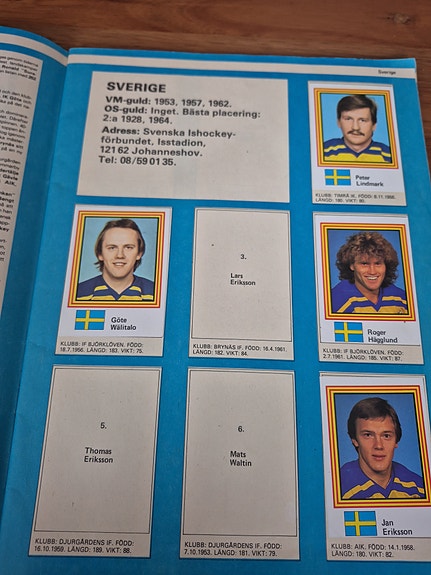 Sverige
SVERIGE
VM-guld: 1953, 1957, 1962.
OS-guld: Inget. Bästa placering:
2:a 1928, 1964.
Adress: Svenska Ishockey-
förbundet, Isstadion,
121 62 Johanneshov.
Tel: 08/59 01 35.
Peter
Lindmark
KLUBB: TIMRÅ IK. FÖDD: 8.11 1956.
LÄNGD: 180. VIKT: 80.
Göte
Wälitalo
KLUBB: IF BJÖRKLÖVEN. FÖDD:
18.7 1956. LÄNGD: 183. VIKT: 75.
3.
Lars
Eriksson
KLUBB: BRYNÄS IF. FÖDD: 16.4 1961.
LÄNGD: 182. VIKT: 84.
Roger
Hägglund
KLUBB: IF BJÖRKLÖVEN. FÖDD:
2.7 1961. LÄNGD: 185. VIKT: 87.
5.
Thomas
Eriksson
KLUBB: DJURGÅRDENS IF. FÖDD:
16.10 1959. LÄNGD: 189. VIKT: 88.
6.
Mats
Waltin
KLUBB: DJURGÅRDENS IF. FÖDD:
7.10 1953. LÄNGD: 181. VIKT: 79.
Jan
Eriksson
KLUBB: AIK. FÖDD: 14.1 1958.
LÄNGD: 180. VIKT: 82.